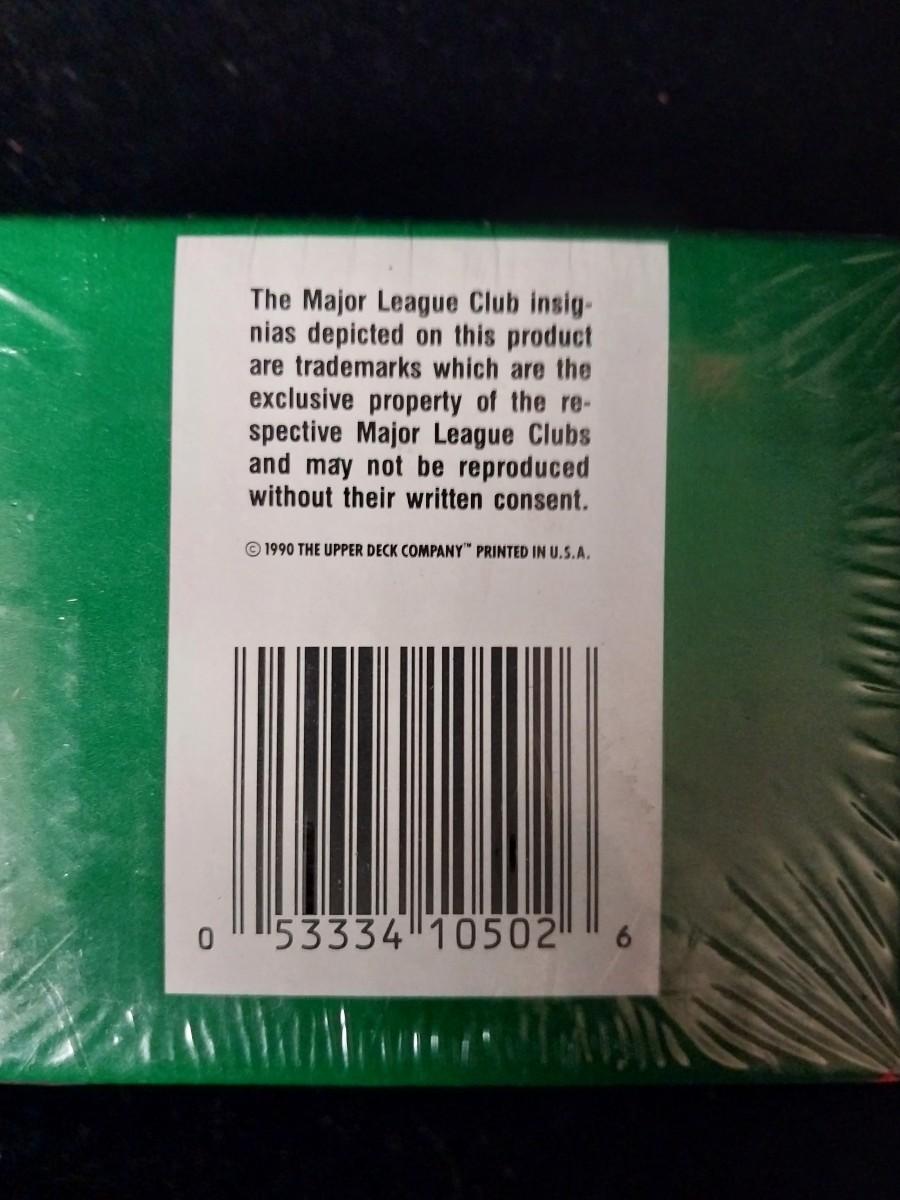 The Major League Club insig-
nias depicted on this product
are trademarks which are the
exclusive property of the re-
spective Major League Clubs
and may not be reproduced
without their written consent.
© 1990 THE UPPER DECK COMPANY™ PRINTED IN U.S.A.
0 53334 10502 6